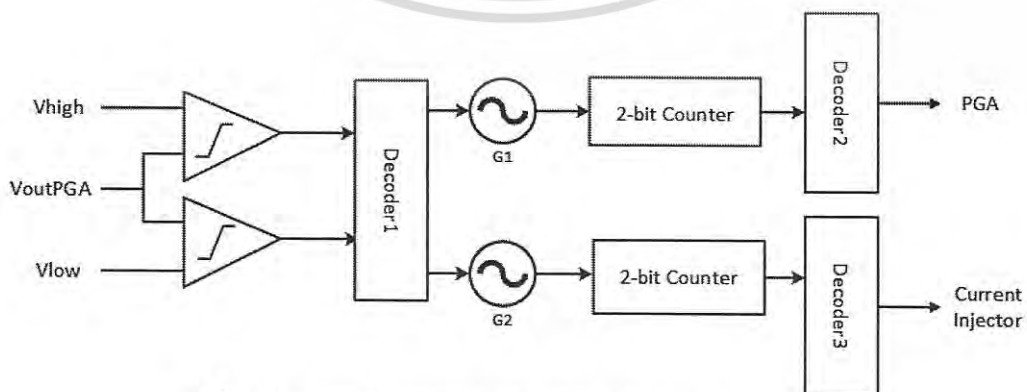 Vhigh
VoutPGA
Vlow
Decoder1
G1
G2
2-bit Counter
2-bit Counter
Decoder2
Decoder3
PGA
Current
Injector